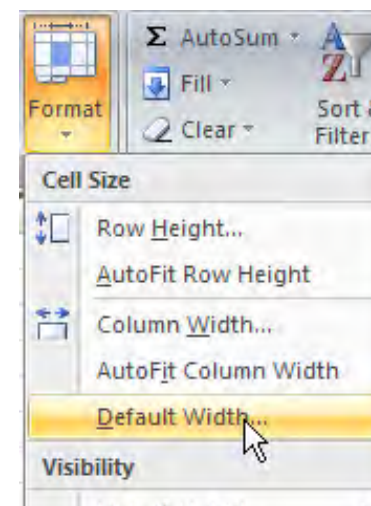 Σ AutoSum
Fill
Format
Clear
Sort &
Filter
Cell Size
Row Height...
AutoFit Row Height
Column Width...
AutoFit Column Width
Default Width...
Visibility